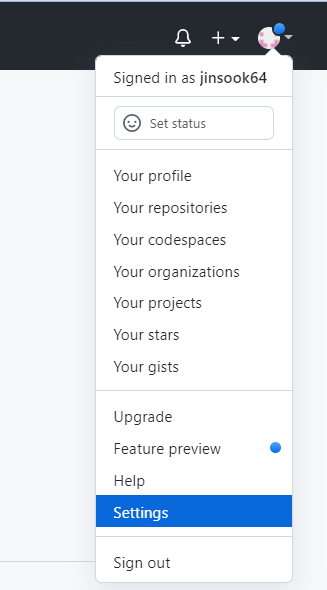 Signed in as jinsook64
Set status
Your profile
Your repositories
Your codespaces
Your organizations
Your projects
Your stars
Your gists
Upgrade
Feature preview
Help
Settings
Sign out